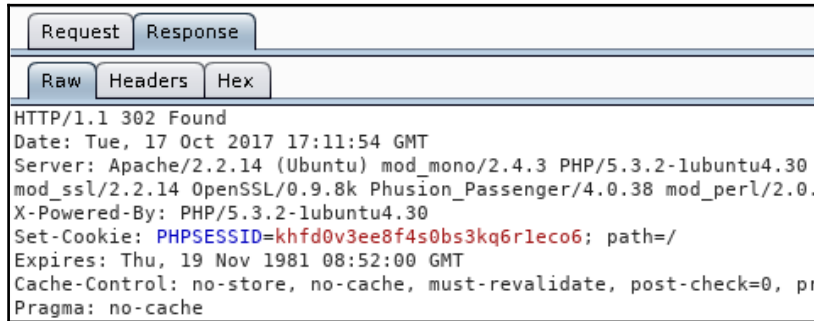 Request Response
Raw Headers Hex
HTTP/1.1 302 Found
Date: Tue, 17 Oct 2017 17:11:54 GMT
Server: Apache/2.2.14 (Ubuntu) mod_mono/2.4.3 PHP/5.3.2-1ubuntu4.30
mod_ssl/2.2.14 OpenSSL/0.9.8k Phusion_Passenger/4.0.38 mod_perl/2.0.
X-Powered-By: PHP/5.3.2-1ubuntu4.30
Set-Cookie: PHPSESSID=khfd0v3ee8f4s0bs3kq6r1eco6; path=/
Expires: Thu, 19 Nov 1981 08:52:00 GMT
Cache-Control: no-store, no-cache, must-revalidate, post-check=0, pr
Pragma: no-cache